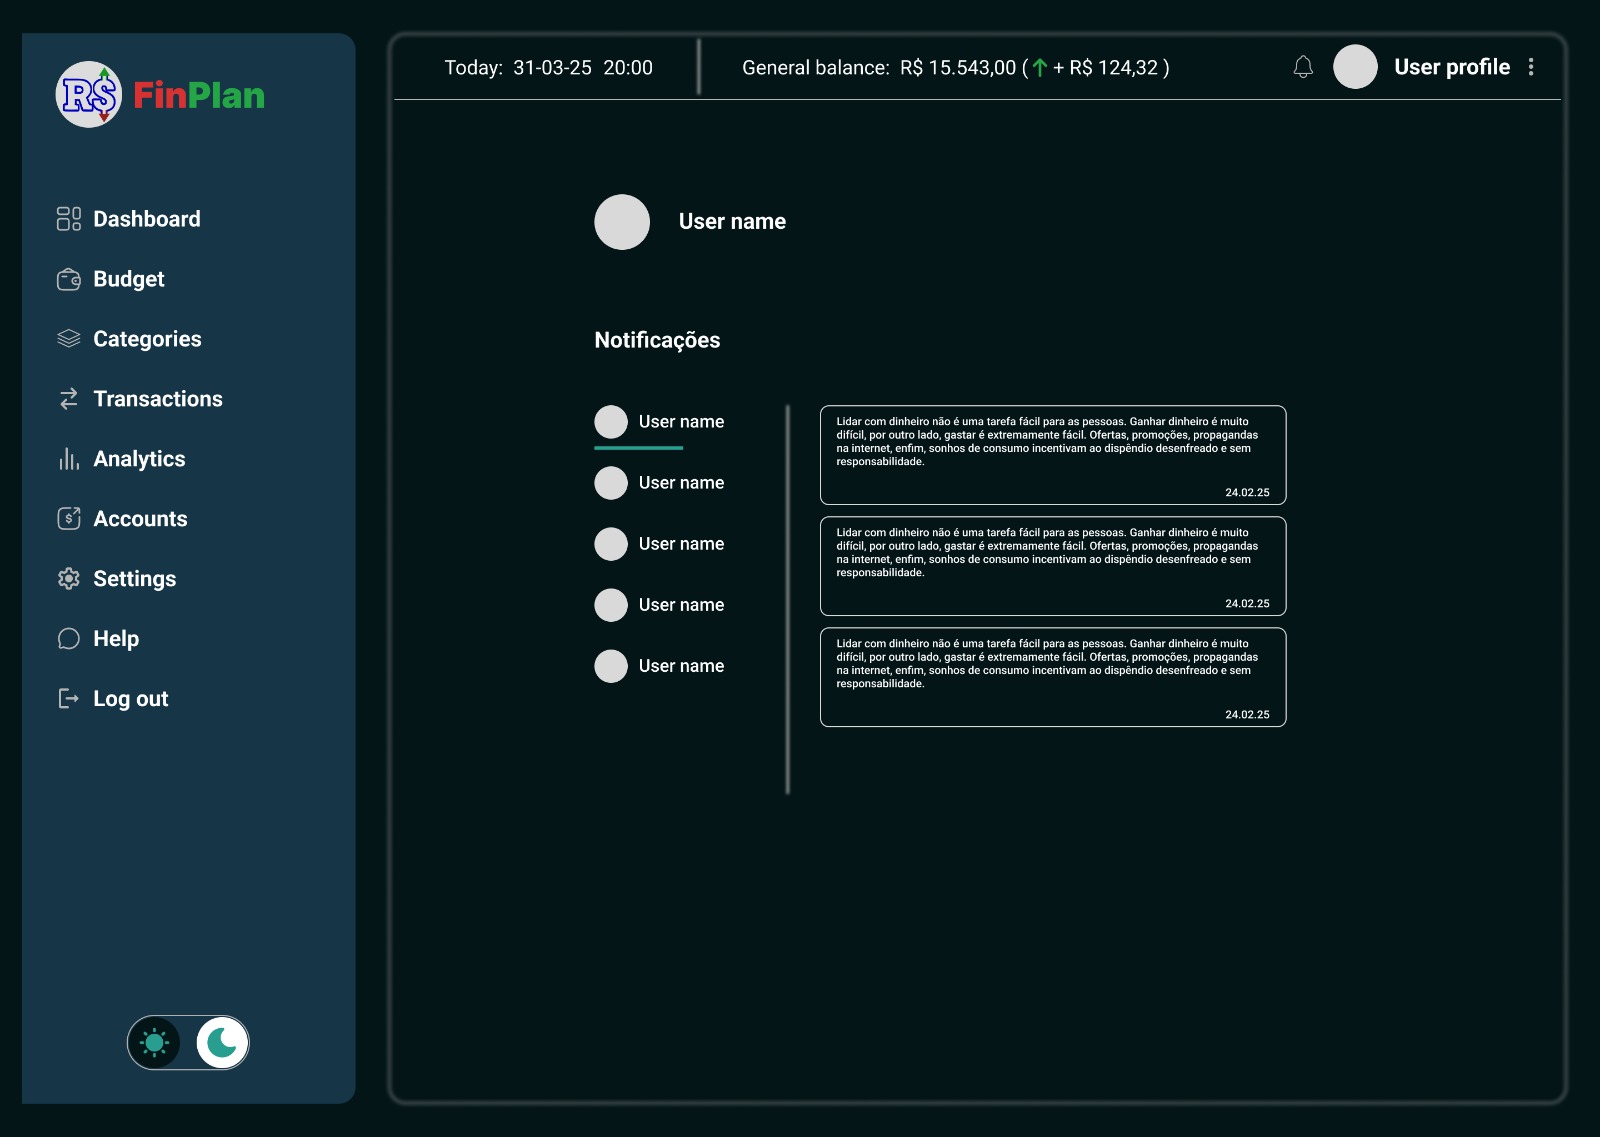 R$ FinPlan
Dashboard
Budget
Categories
Transactions
Analytics
Accounts
Settings
Help
Log out
Today: 31-03-25 20:00
General balance: R$ 15.543,00 ( + R$ 124,32 )
User profile
User name
Notificações
User name
User name
User name
User name
User name
Lidar com dinheiro não é uma tarefa fácil para as pessoas. Ganhar dinheiro é muito
difícil, por outro lado, gastar é extremamente fácil. Ofertas, promoções, propagandas
na internet, enfim, sonhos de consumo incentivam ao dispêndio desenfreado e sem
responsabilidade.
24.02.25
Lidar com dinheiro não é uma tarefa fácil para as pessoas. Ganhar dinheiro é muito
difícil, por outro lado, gastar é extremamente fácil. Ofertas, promoções, propagandas
na internet, enfim, sonhos de consumo incentivam ao dispêndio desenfreado e sem
responsabilidade.
24.02.25
Lidar com dinheiro não é uma tarefa fácil para as pessoas. Ganhar dinheiro é muito
difícil, por outro lado, gastar é extremamente fácil. Ofertas, promoções, propagandas
na internet, enfim, sonhos de consumo incentivam ao dispêndio desenfreado e sem
responsabilidade.
24.02.25